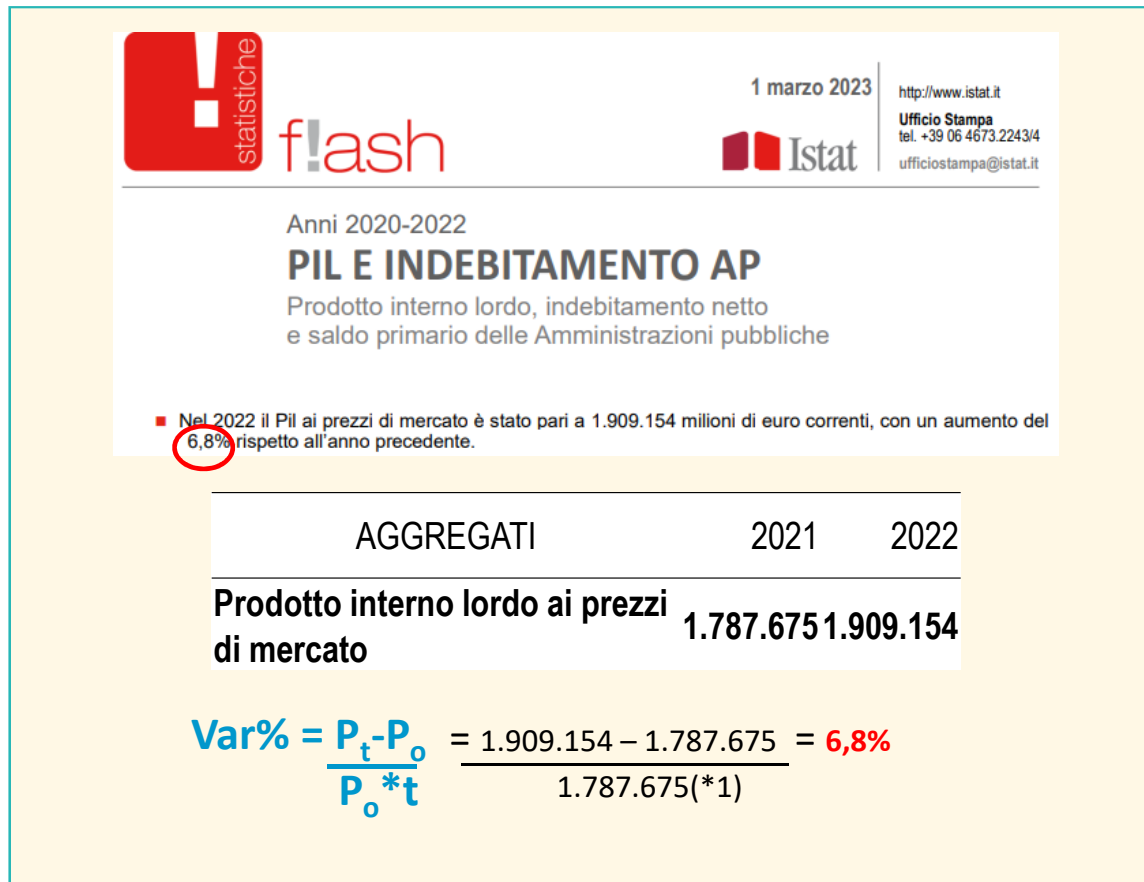 statistiche
f!ash
1 marzo 2023
Istat
http://www.istat.it
Ufficio Stampa
tel. +39 06 4673.2243/4
ufficiostampa@istat.it
Anni 2020-2022
PIL E INDEBITAMENTO AP
Prodotto interno lordo, indebitamento netto
e saldo primario delle Amministrazioni pubbliche
Nel 2022 il Pil ai prezzi di mercato è stato pari a 1.909.154 milioni di euro correnti, con un aumento del
6,8% rispetto all'anno precedente.
AGGREGATI 2021 2022
Prodotto interno lordo ai prezzi
di mercato 1.787.675 1.909.154
Var% = Pt-Po = 1.909.154 – 1.787.675 = 6,8%
Po*t 1.787.675(*1)